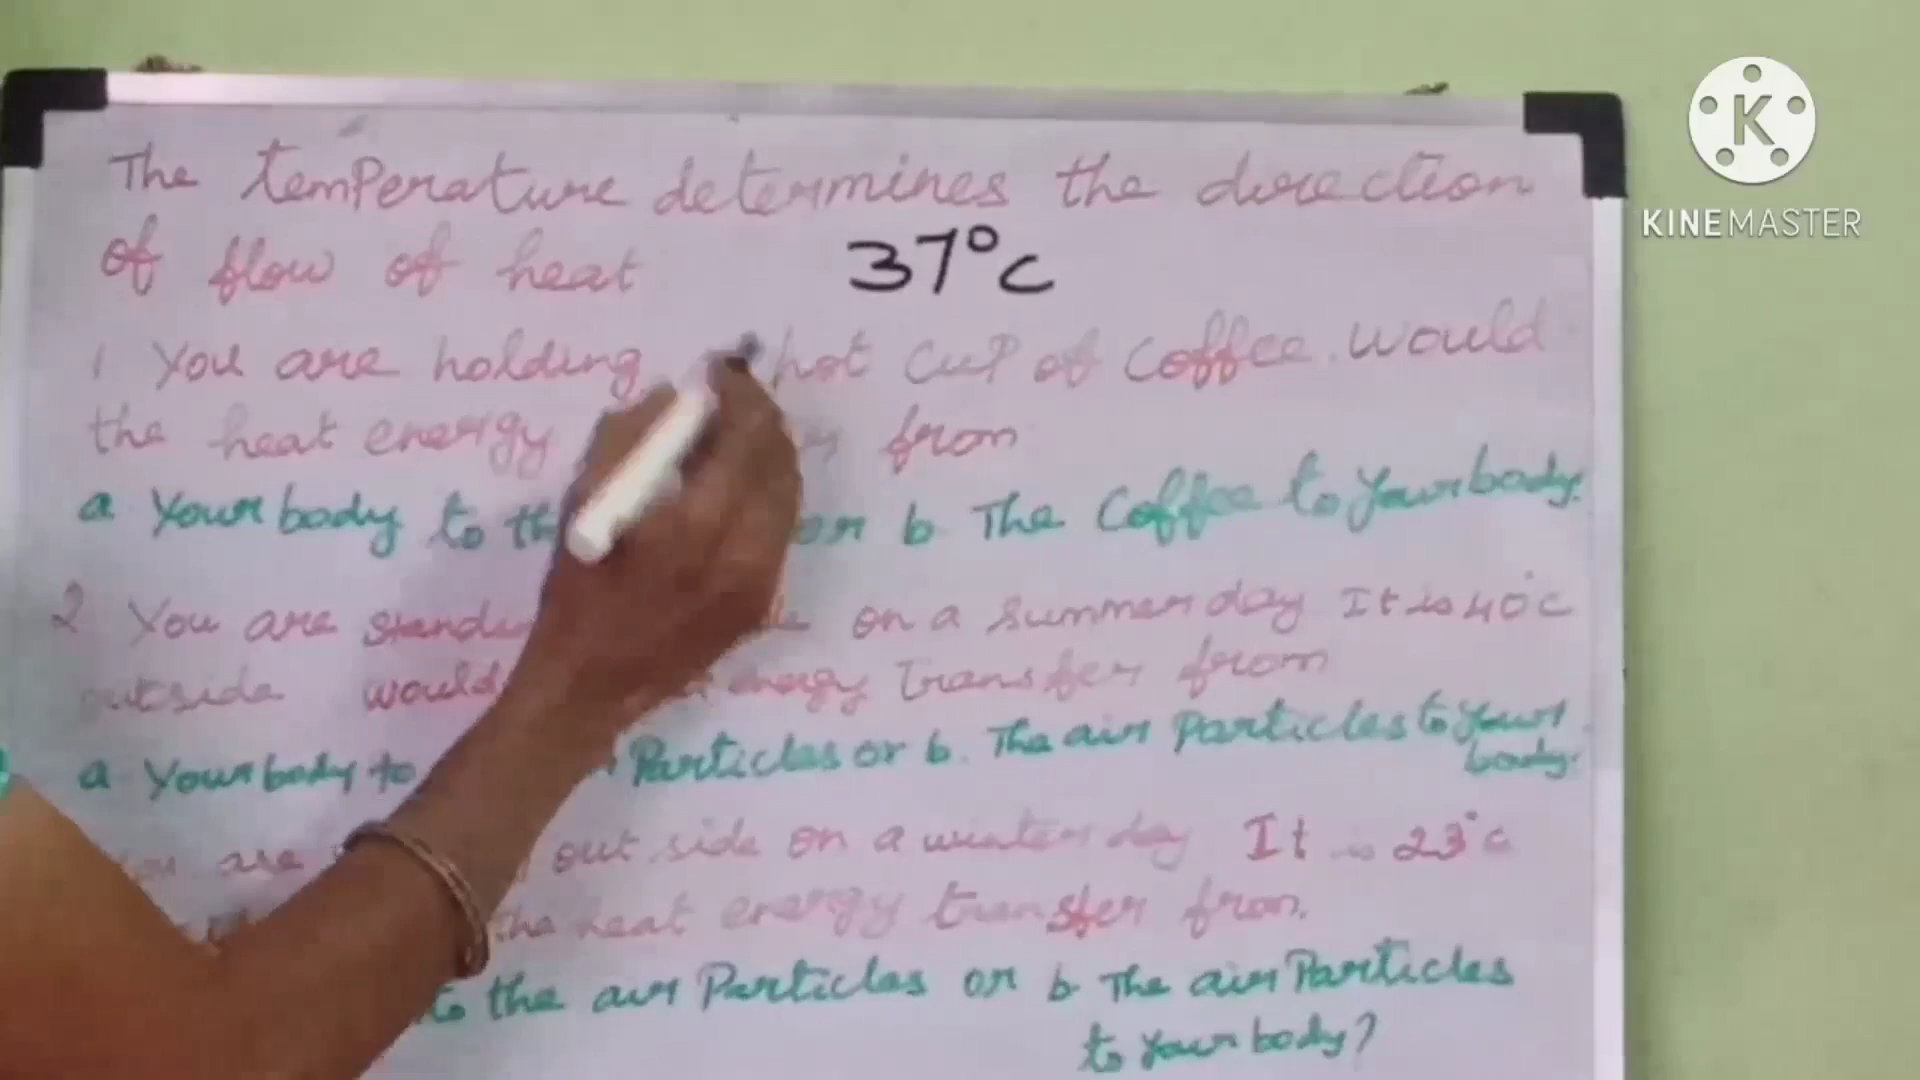 The temperature determines the direction
of flow of heat 37°c
1 You are holding hot cup of coffee. Would
the heat energy from
a Your body to th or b The Coffee to your body.
2 You are on a summer day It is 40°c
outside would energy transfer from
a Your body to Particles or b. The air Particles to your
body.
are out side on a winter day It is 23°c
the heat energy transfer from.
to the air Particles or b The air Particles
to your body?
K
KINEMASTER